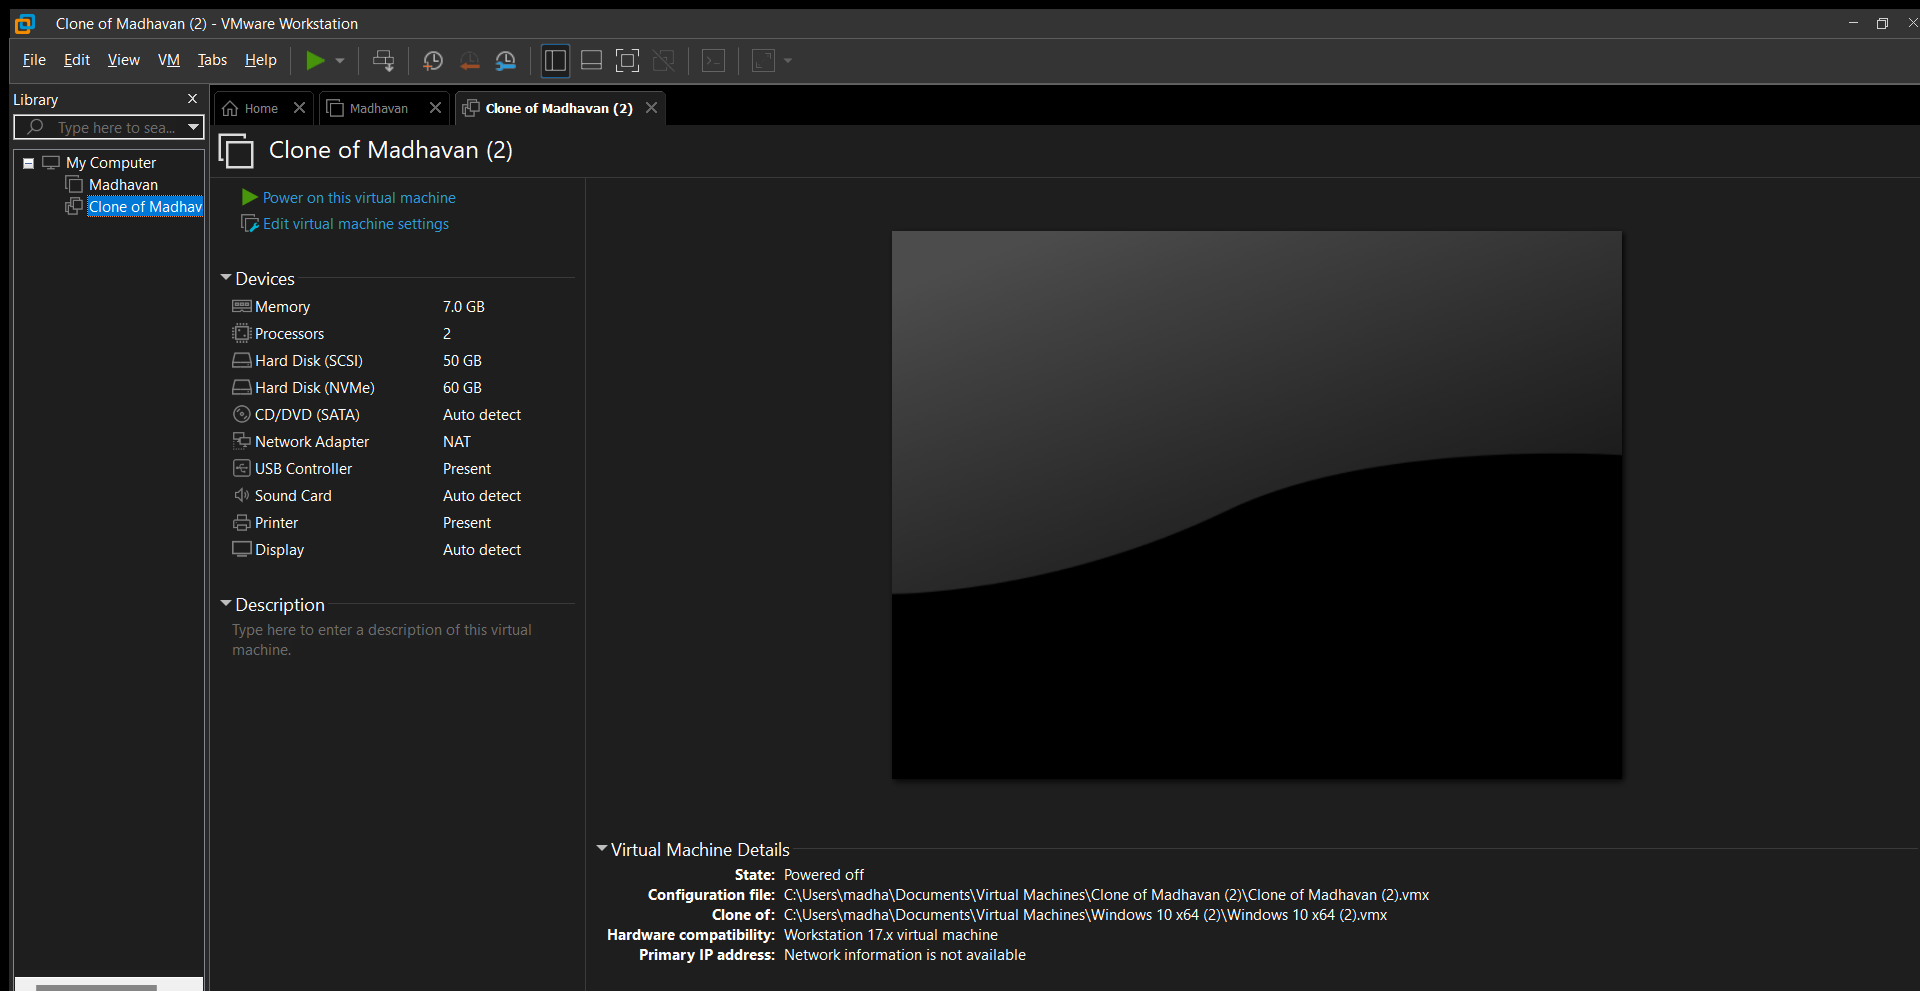 Clone of Madhavan (2) - VMware Workstation
File Edit View VM Tabs Help
Library
Type here to sea...
My Computer
Madhavan
Clone of Madhav
Home
Madhavan
Clone of Madhavan (2)
Clone of Madhavan (2)
Power on this virtual machine
Edit virtual machine settings
Devices
Memory 7.0 GB
Processors 2
Hard Disk (SCSI) 50 GB
Hard Disk (NVMe) 60 GB
CD/DVD (SATA) Auto detect
Network Adapter NAT
USB Controller Present
Sound Card Auto detect
Printer Present
Display Auto detect
Description
Type here to enter a description of this virtual
machine.
Virtual Machine Details
State: Powered off
Configuration file: C:\Users\madha\Documents\Virtual Machines\Clone of Madhavan (2)\Clone of Madhavan (2).vmx
Clone of: C:\Users\madha\Documents\Virtual Machines\Windows 10 x64 (2)\Windows 10 x64 (2).vmx
Hardware compatibility: Workstation 17.x virtual machine
Primary IP address: Network information is not available